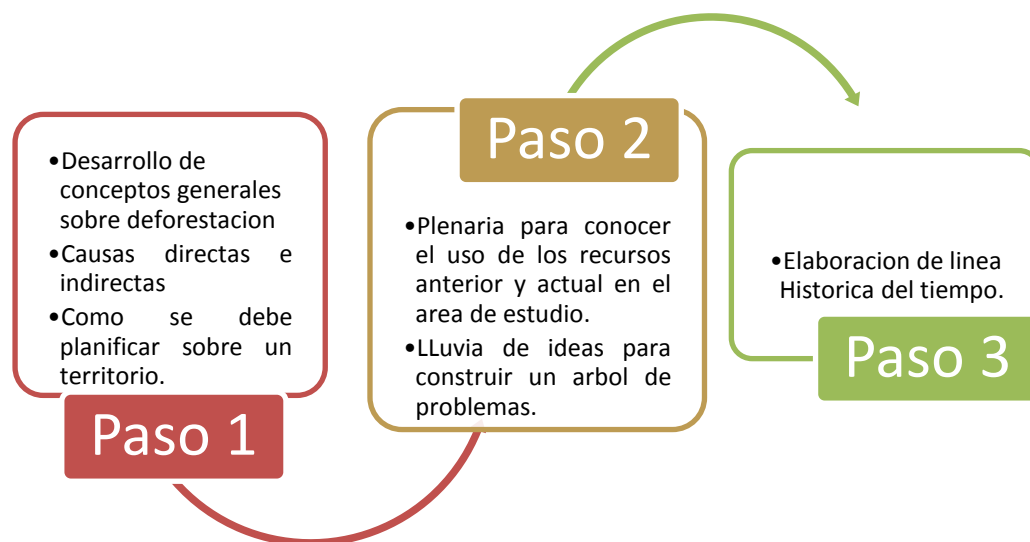 •Desarrollo de
conceptos generales
sobre deforestacion
•Causas directas e
indirectas
•Como se debe
planificar sobre un
territorio.
Paso 1
Paso 2
•Plenaria para conocer
el uso de los recursos
anterior y actual en el
area de estudio.
•LLuvia de ideas para
construir un arbol de
problemas.
•Elaboracion de linea
Historica del tiempo.
Paso 3